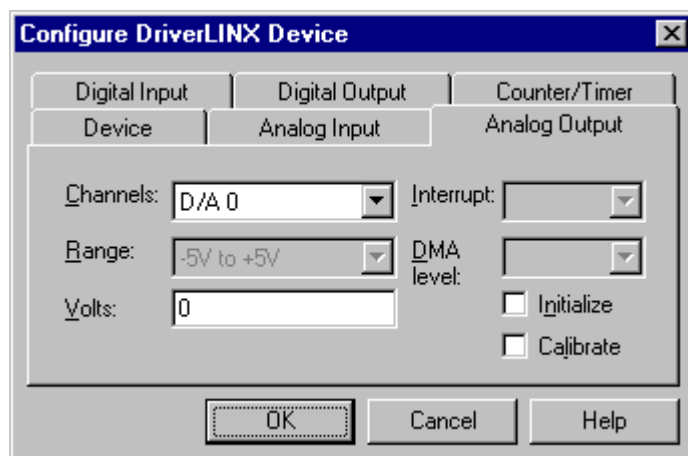 Configure DriverLINX Device
Digital Input Digital Output Counter/Timer
Device Analog Input Analog Output
Channels: D/A 0 Interrupt:
Range: -5V to +5V DMA level:
Volts: 0 Initialize
Calibrate
OK Cancel Help